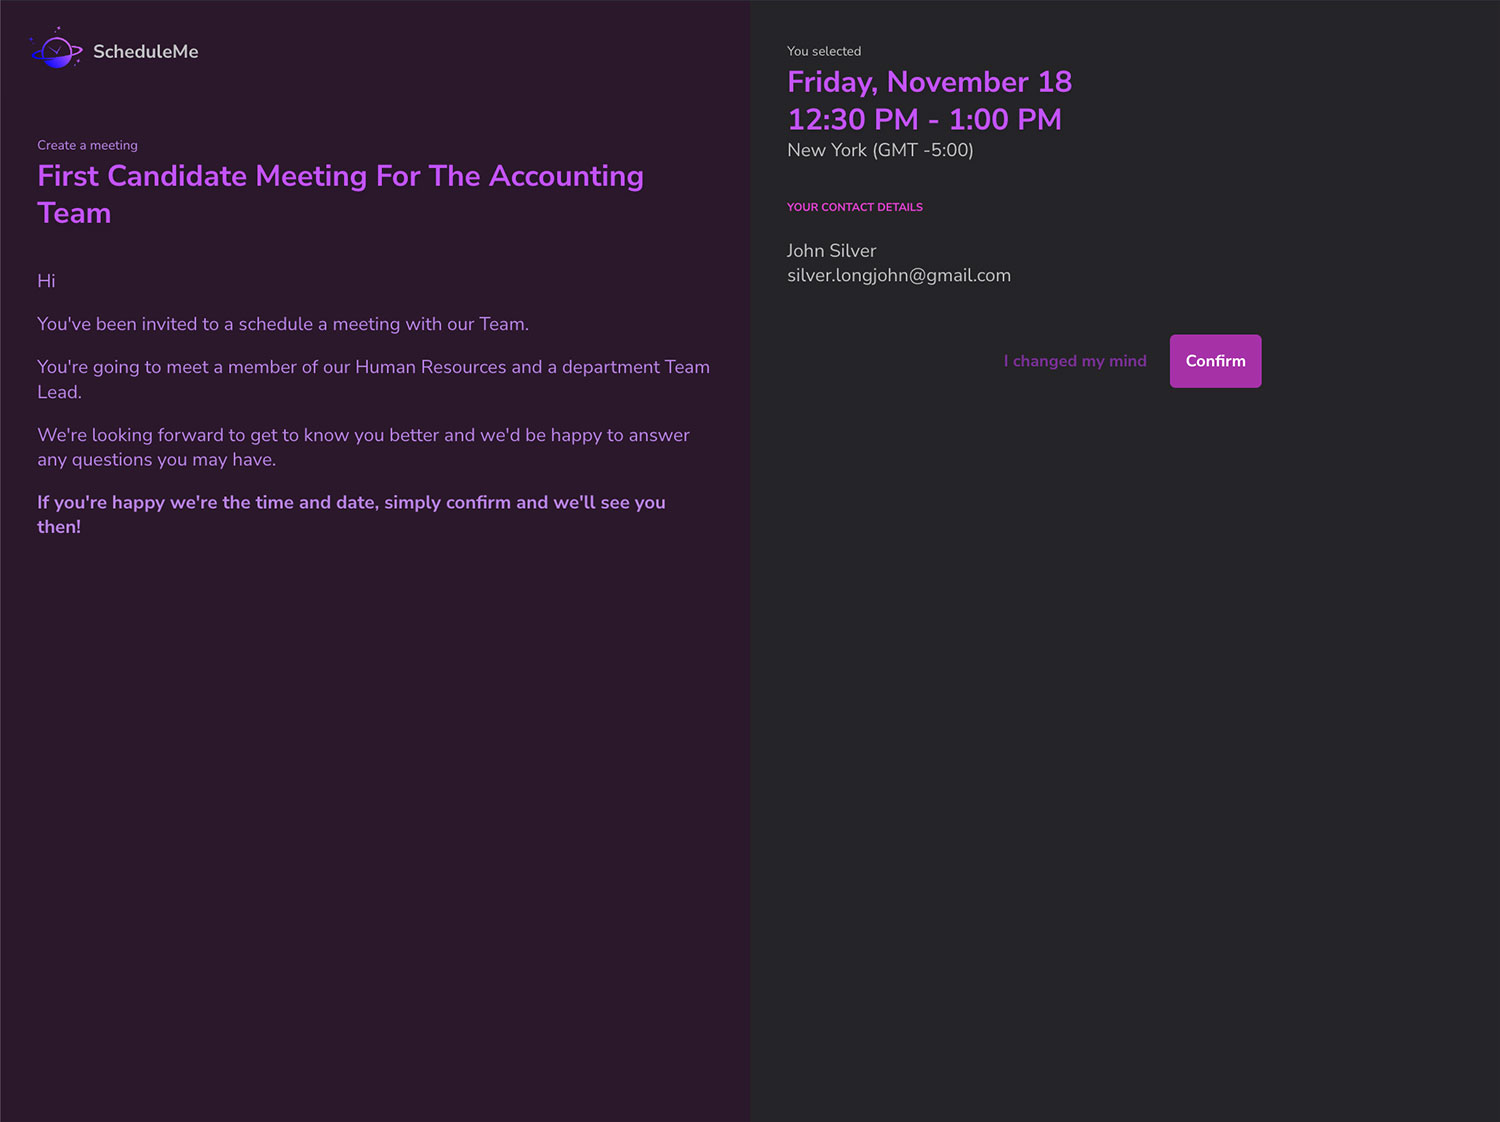 ScheduleMe
Create a meeting
First Candidate Meeting For The Accounting
Team
Hi
You've been invited to a schedule a meeting with our Team.
You're going to meet a member of our Human Resources and a department Team
Lead.
We're looking forward to get to know you better and we'd be happy to answer
any questions you may have.
If you're happy we're the time and date, simply confirm and we'll see you
then!
You selected
Friday, November 18
12:30 PM - 1:00 PM
New York (GMT -5:00)
YOUR CONTACT DETAILS
John Silver
silver.longjohn@gmail.com
I changed my mind
Confirm